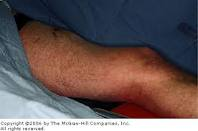 Copyright ©2006 by The McGraw-Hill Companies, Inc.
All rights reserved.